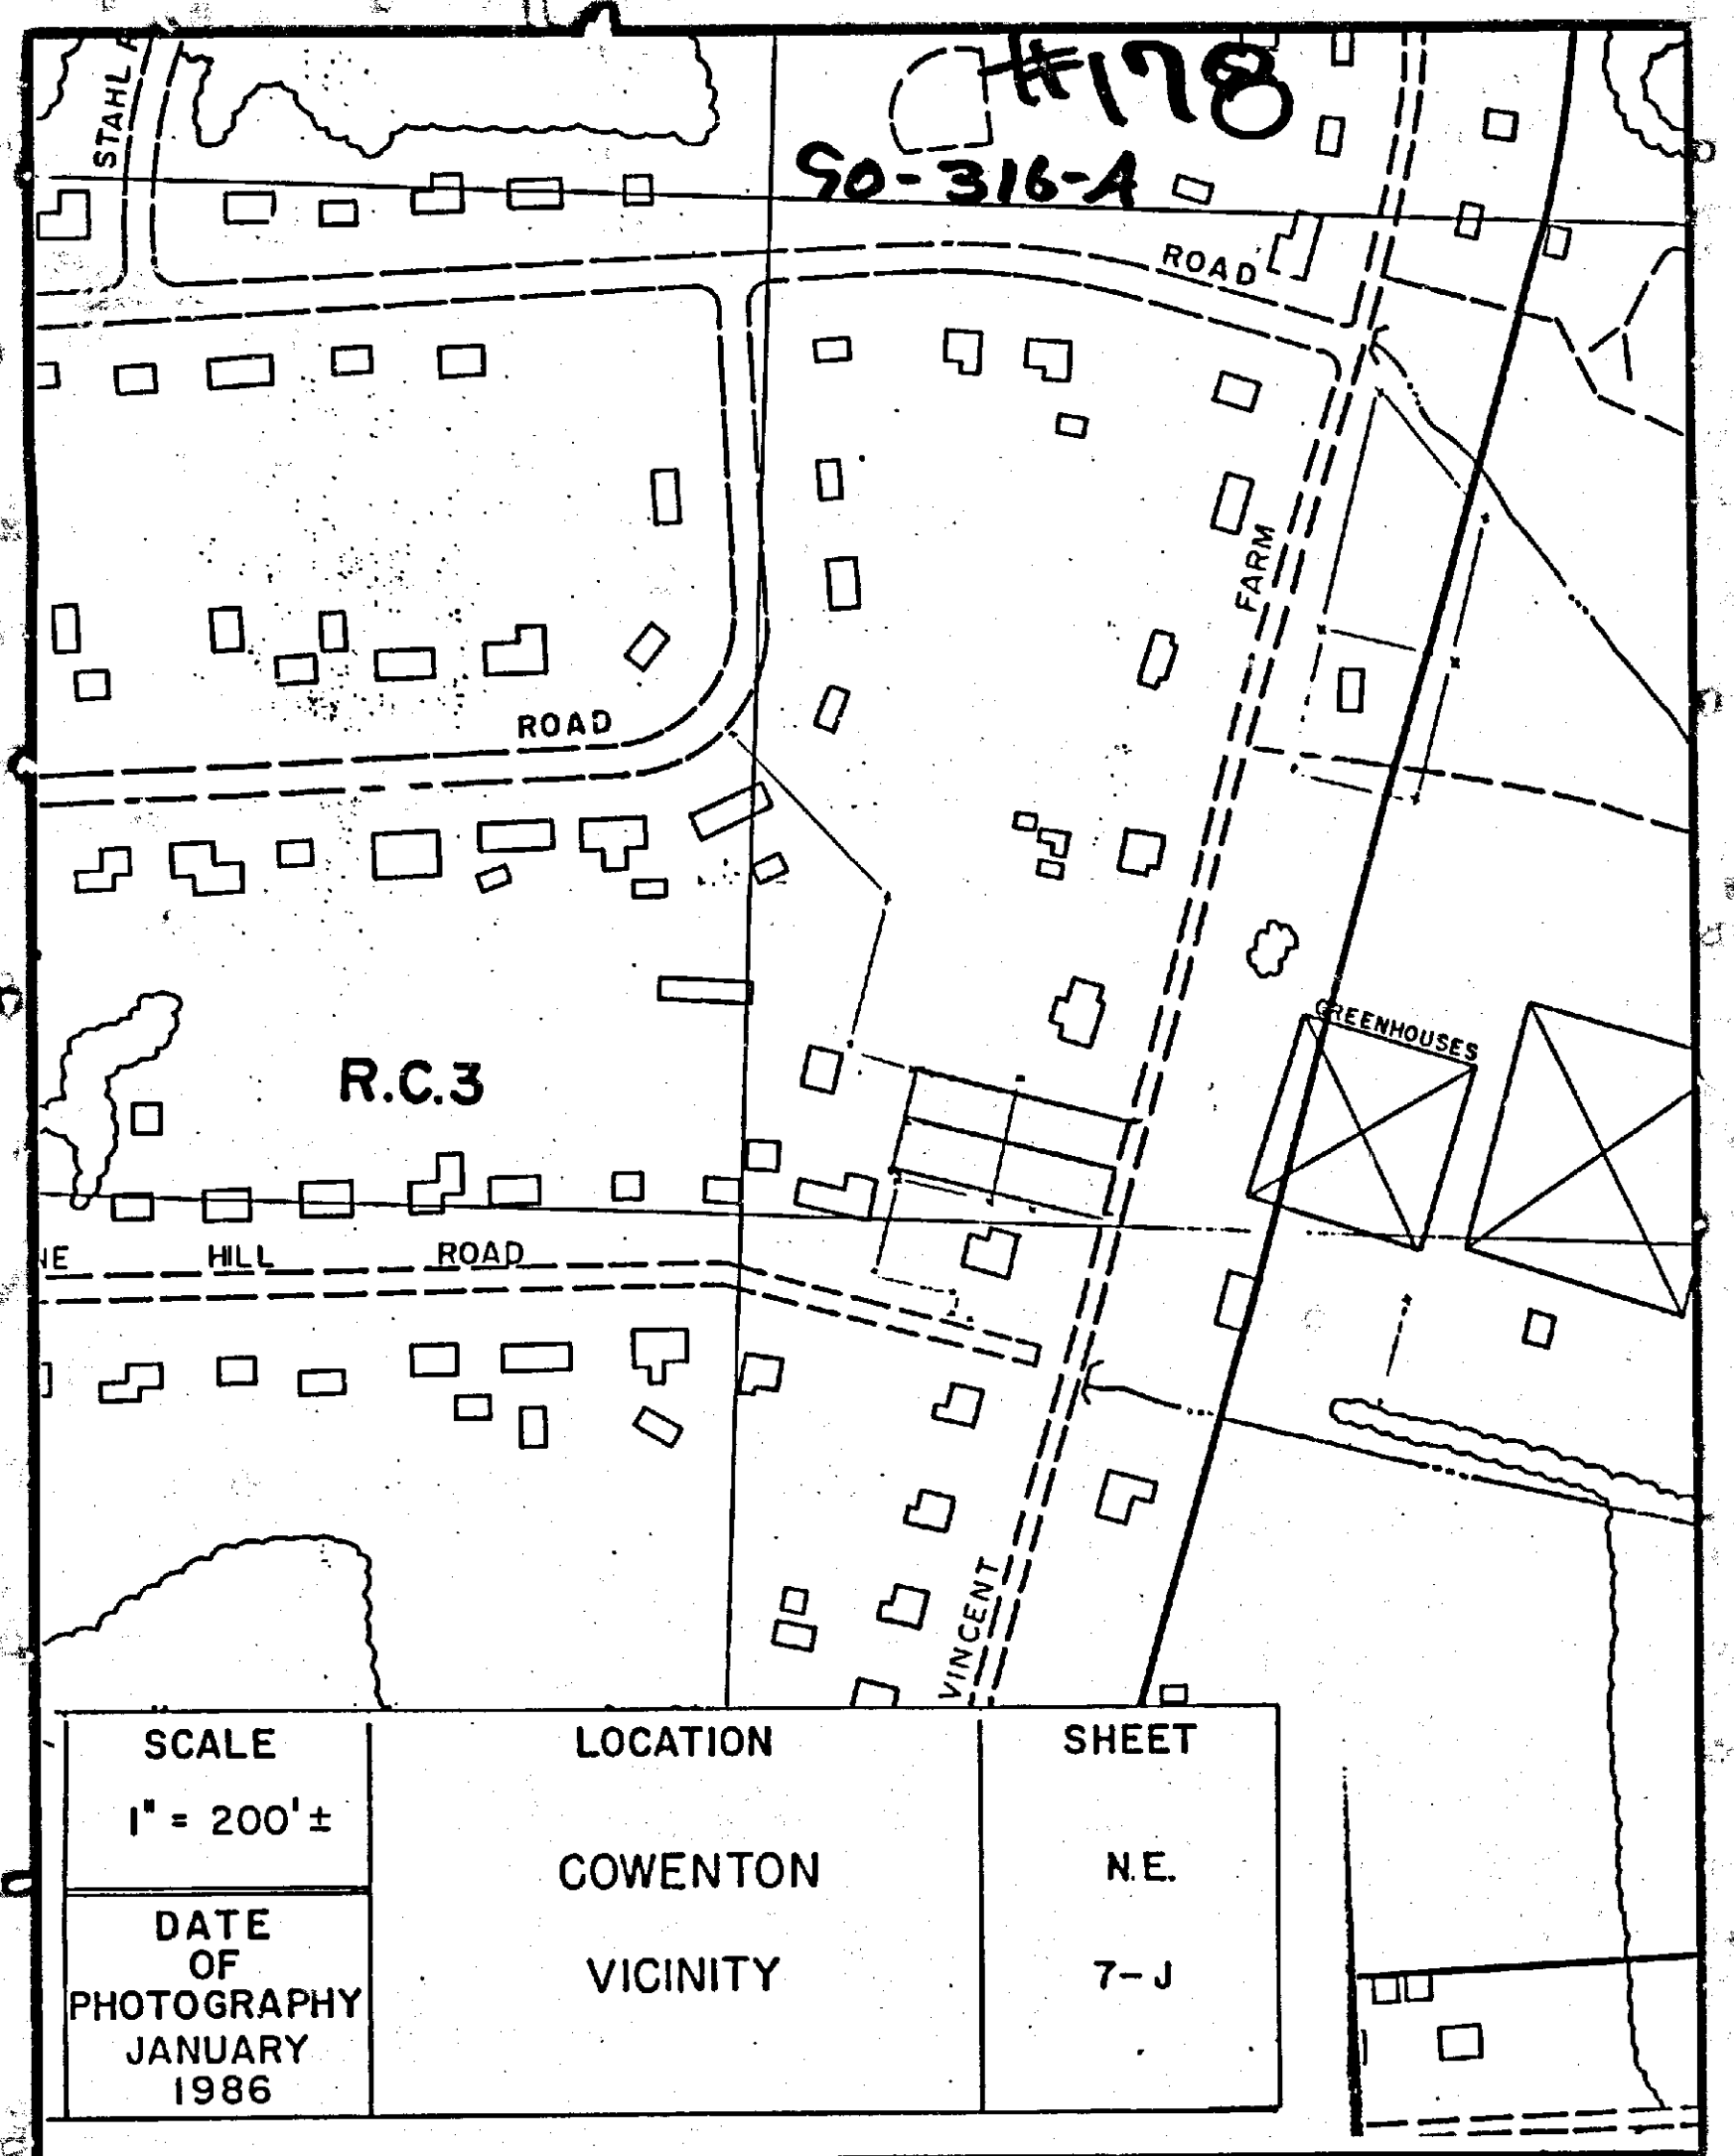 #178
90-316-A
STAHL
ROAD
FARM
ROAD
GREENHOUSES
R.C.3
HILL ROAD
VINCENT
SCALE
1" = 200'±
LOCATION
COWENTON
VICINITY
SHEET
N.E.
7-J
DATE
OF
PHOTOGRAPHY
JANUARY
1986